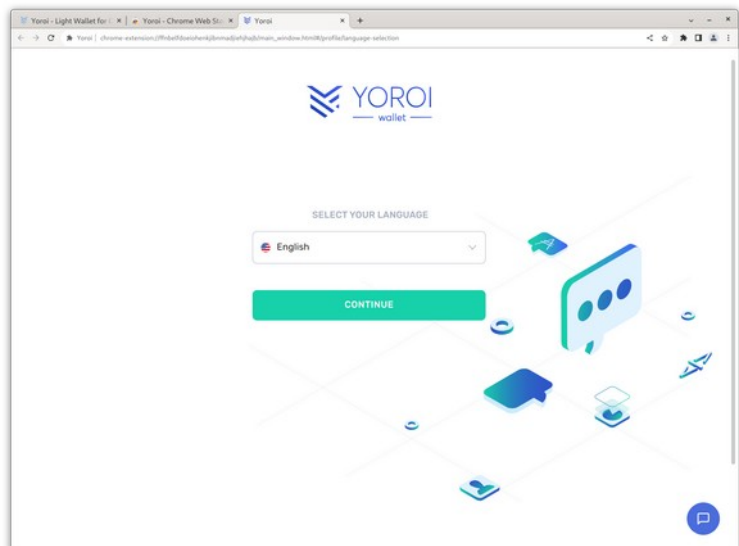 Yoroi - Light Wallet for
Yoroi - Chrome Web Sto
Yoroi
Yoroi
YOROI
wallet
SELECT YOUR LANGUAGE
English
CONTINUE